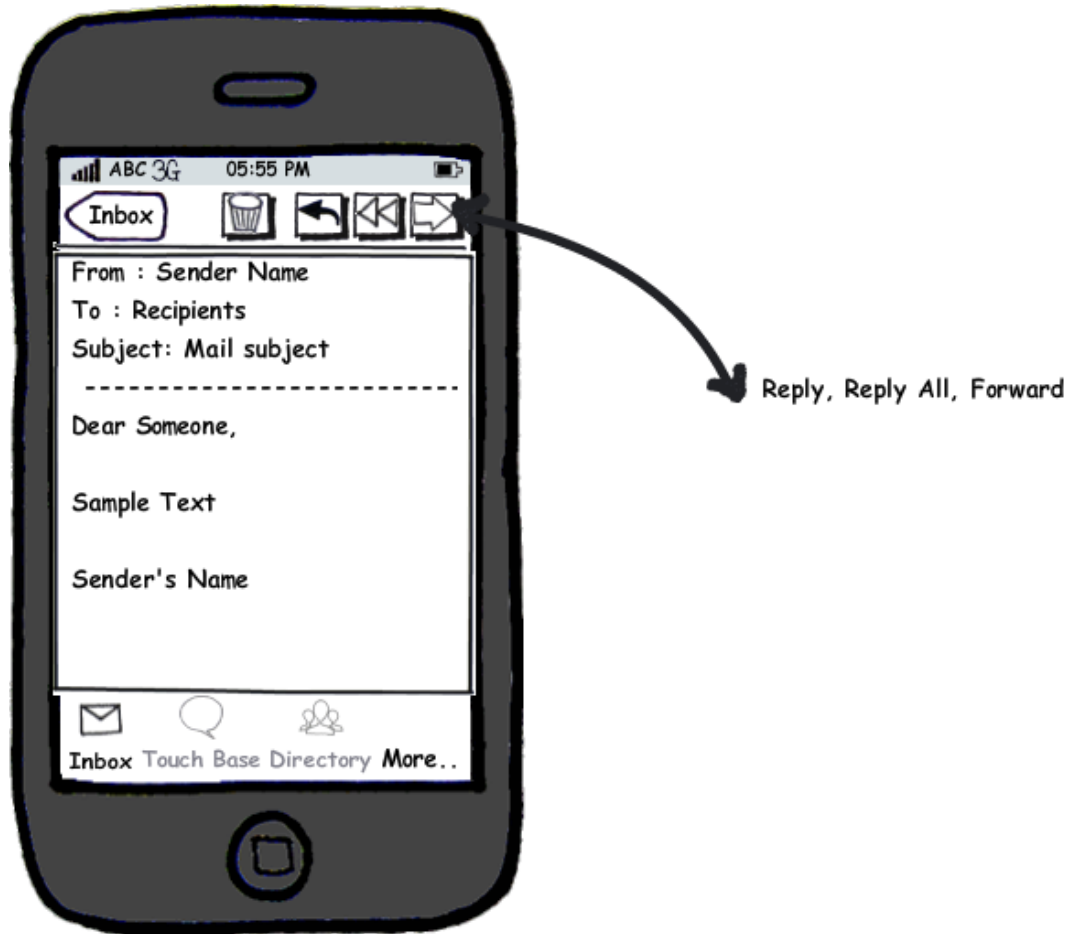 ABC 3G 05:55 PM
Inbox
From : Sender Name
To : Recipients
Subject: Mail subject
--------------------------
Reply, Reply All, Forward
Dear Someone,
Sample Text
Sender's Name
Inbox Touch Base Directory More..